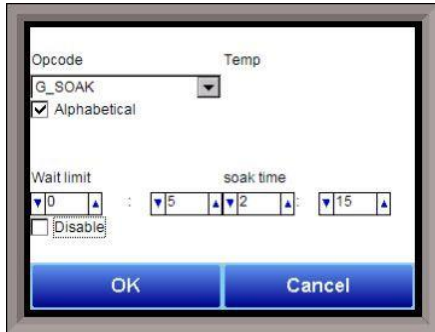 Opcode Temp
G_SOAK
Alphabetical
Wait limit soak time
0 : 5 2 : 15
Disable
OK Cancel